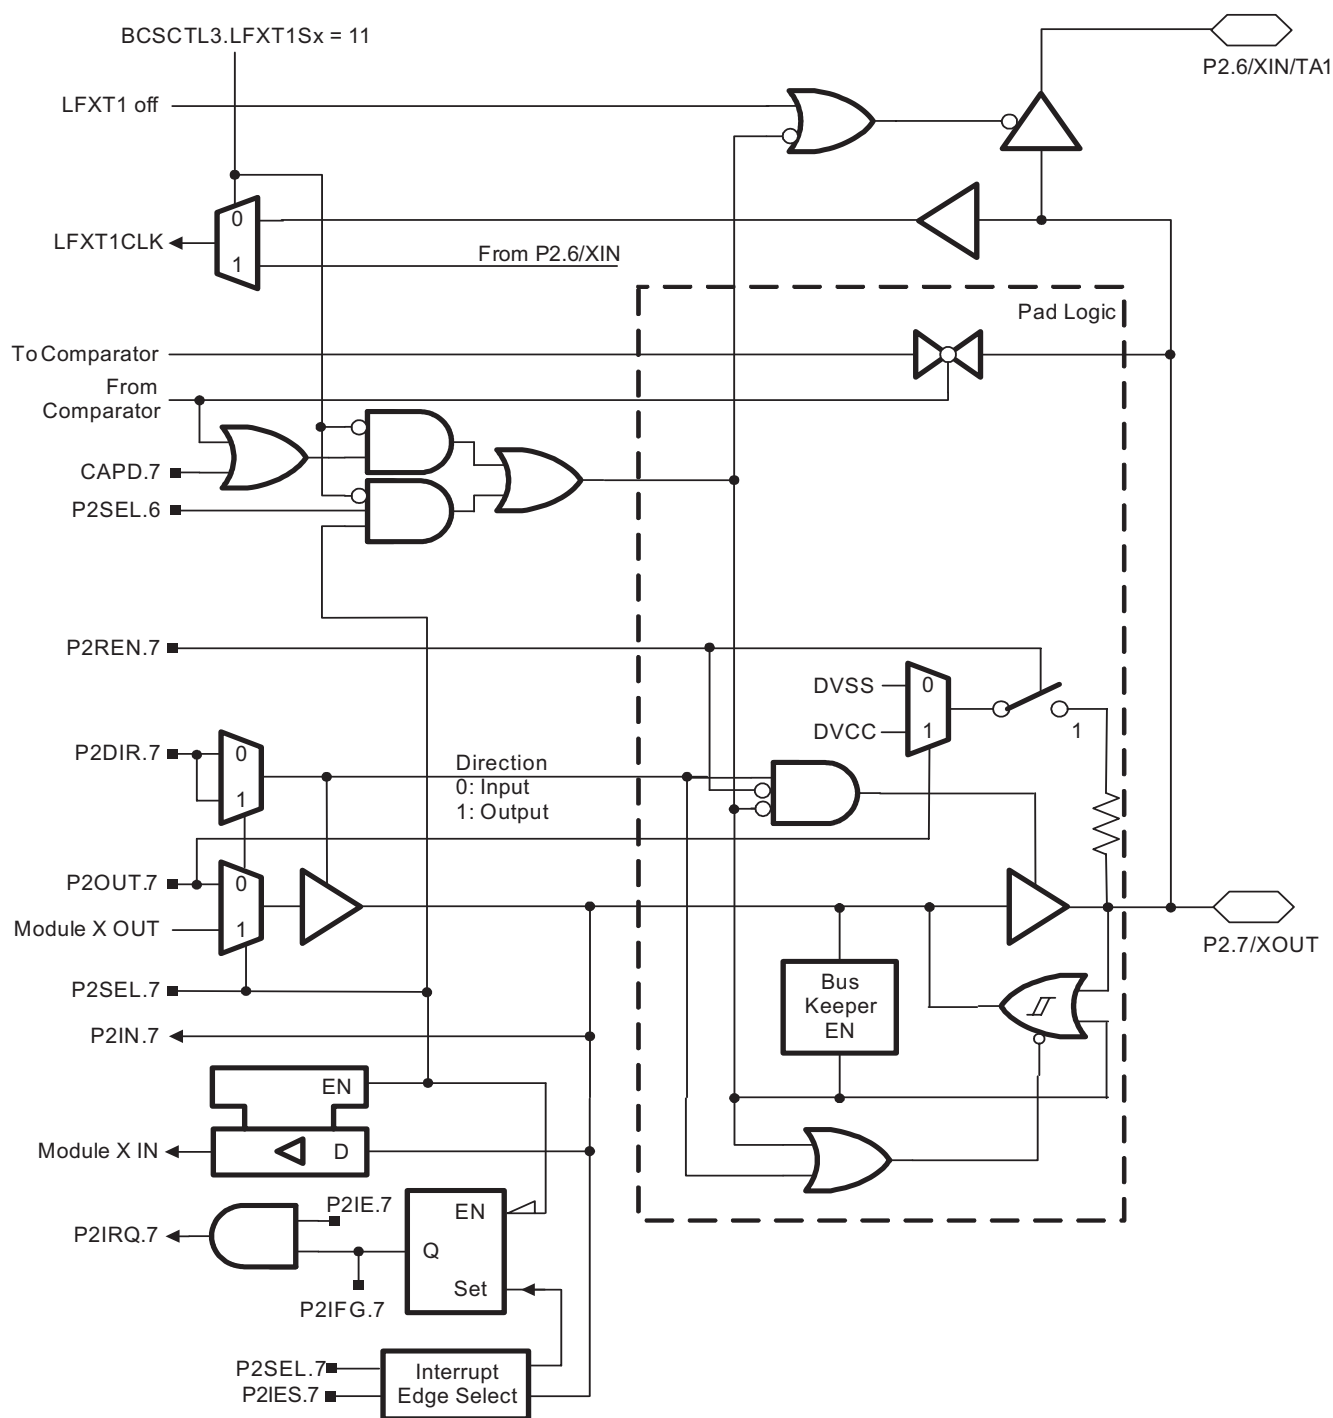 BCSCTL3.LFXT1Sx = 11
P2.6/XIN/TA1
LFXT1 off
0
LFXT1CLK
1
From P2.6/XIN
Pad Logic
To Comparator
From
Comparator
CAPD.7
P2SEL.6
P2REN.7
DVSS
0
DVCC
1
1
P2DIR.7
0
1
Direction
0: Input
1: Output
P2OUT.7
0
Module X OUT
1
P2.7/XOUT
P2SEL.7
Bus
Keeper
EN
P2IN.7
EN
Module X IN
D
P2IE.7
P2IRQ.7
EN
Q
Set
P2IFG.7
P2SEL.7
P2IES.7
Interrupt
Edge Select